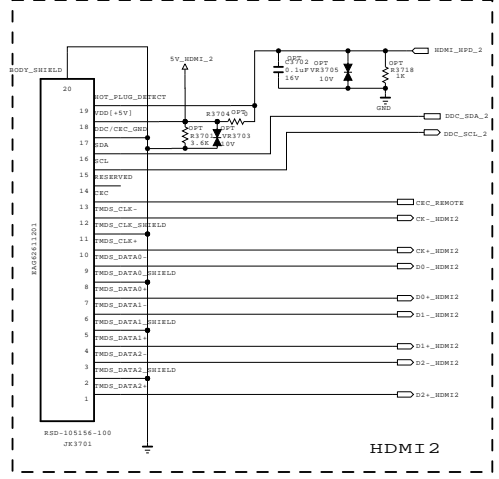 BODY_SHIELD
20
5V_HDMI_2
OPT
C3702
0.1uF
16V
OPT
VR3705
10V
OPT
R3718
1K
HDMI_HPD_2
GND
HOT_PLUG_DETECT
19
VDD[+5V]
18
DDC/CEC_GND
17
SDA
16
SCL
15
RESERVED
14
CEC
13
TMDS_CLK-
12
TMDS_CLK_SHIELD
11
TMDS_CLK+
10
TMDS_DATA0-
9
TMDS_DATA0_SHIELD
8
TMDS_DATA0+
7
TMDS_DATA1-
6
TMDS_DATA1_SHIELD
5
TMDS_DATA1+
4
TMDS_DATA2-
3
TMDS_DATA2_SHIELD
2
TMDS_DATA2+
1
R3704
OPT
0
OPT
R3701
3.6K
OPT
VR3703
10V
DDC_SDA_2
DDC_SCL_2
CEC_REMOTE
CK-_HDMI2
CK+_HDMI2
D0-_HDMI2
D0+_HDMI2
D1-_HDMI2
D1+_HDMI2
D2-_HDMI2
D2+_HDMI2
EAG62611201
RSD-105156-100
JK3701
HDMI2